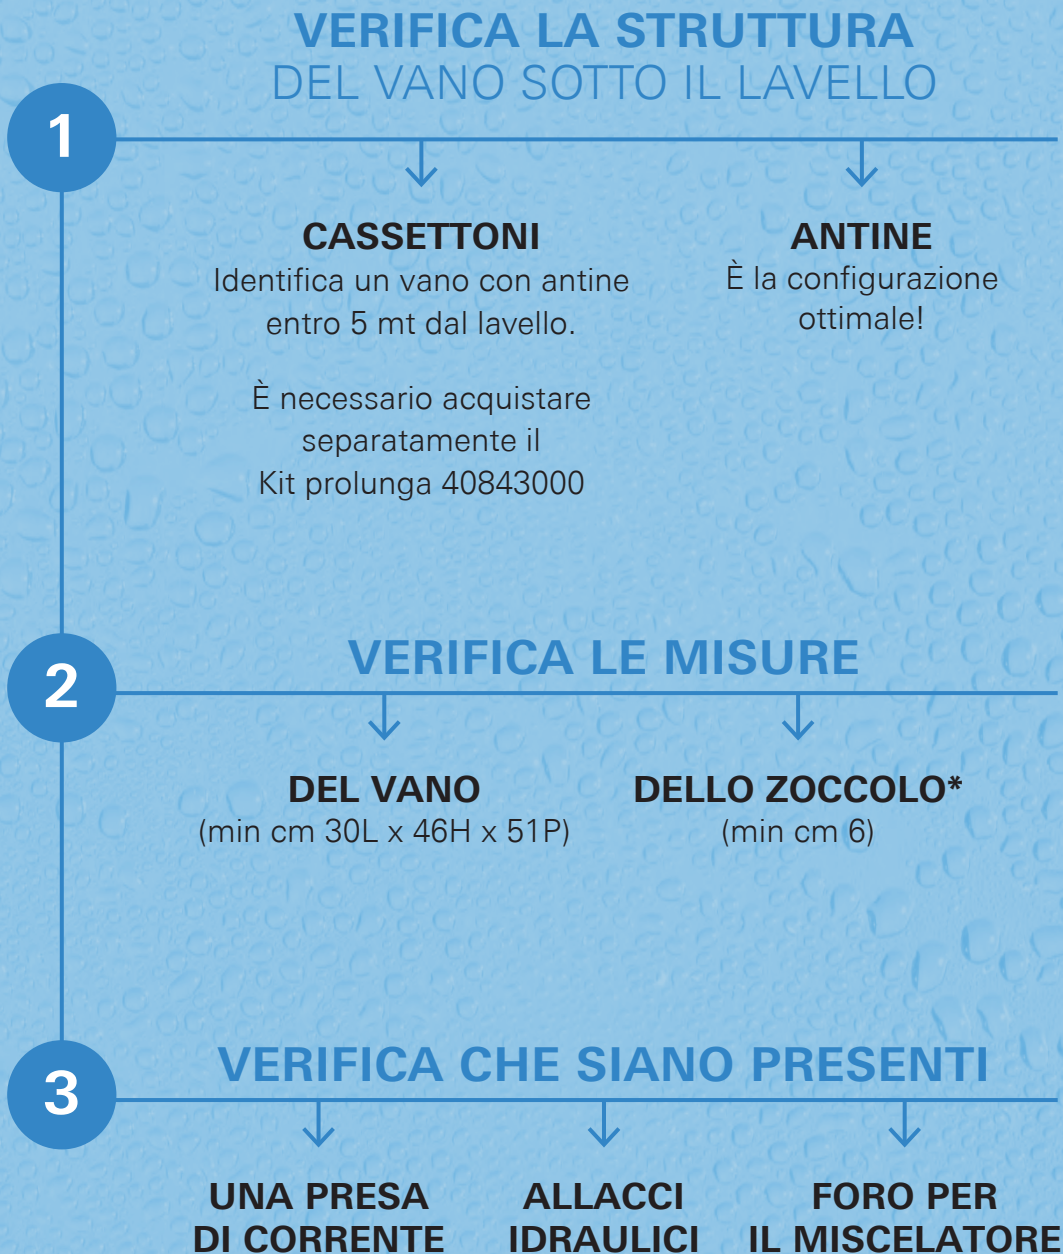 VERIFICA LA STRUTTURA
DEL VANO SOTTO IL LAVELLO
1
CASSETTONI
Identifica un vano con antine
entro 5 mt dal lavello.
È necessario acquistare
separatamente il
Kit prolunga 40843000
ANTINE
È la configurazione
ottimale!
2
VERIFICA LE MISURE
DEL VANO
(min cm 30L x 46H x 51P)
DELLO ZOCCOLO*
(min cm 6)
3
VERIFICA CHE SIANO PRESENTI
UNA PRESA
DI CORRENTE
ALLACCI
IDRAULICI
FORO PER
IL MISCELATORE